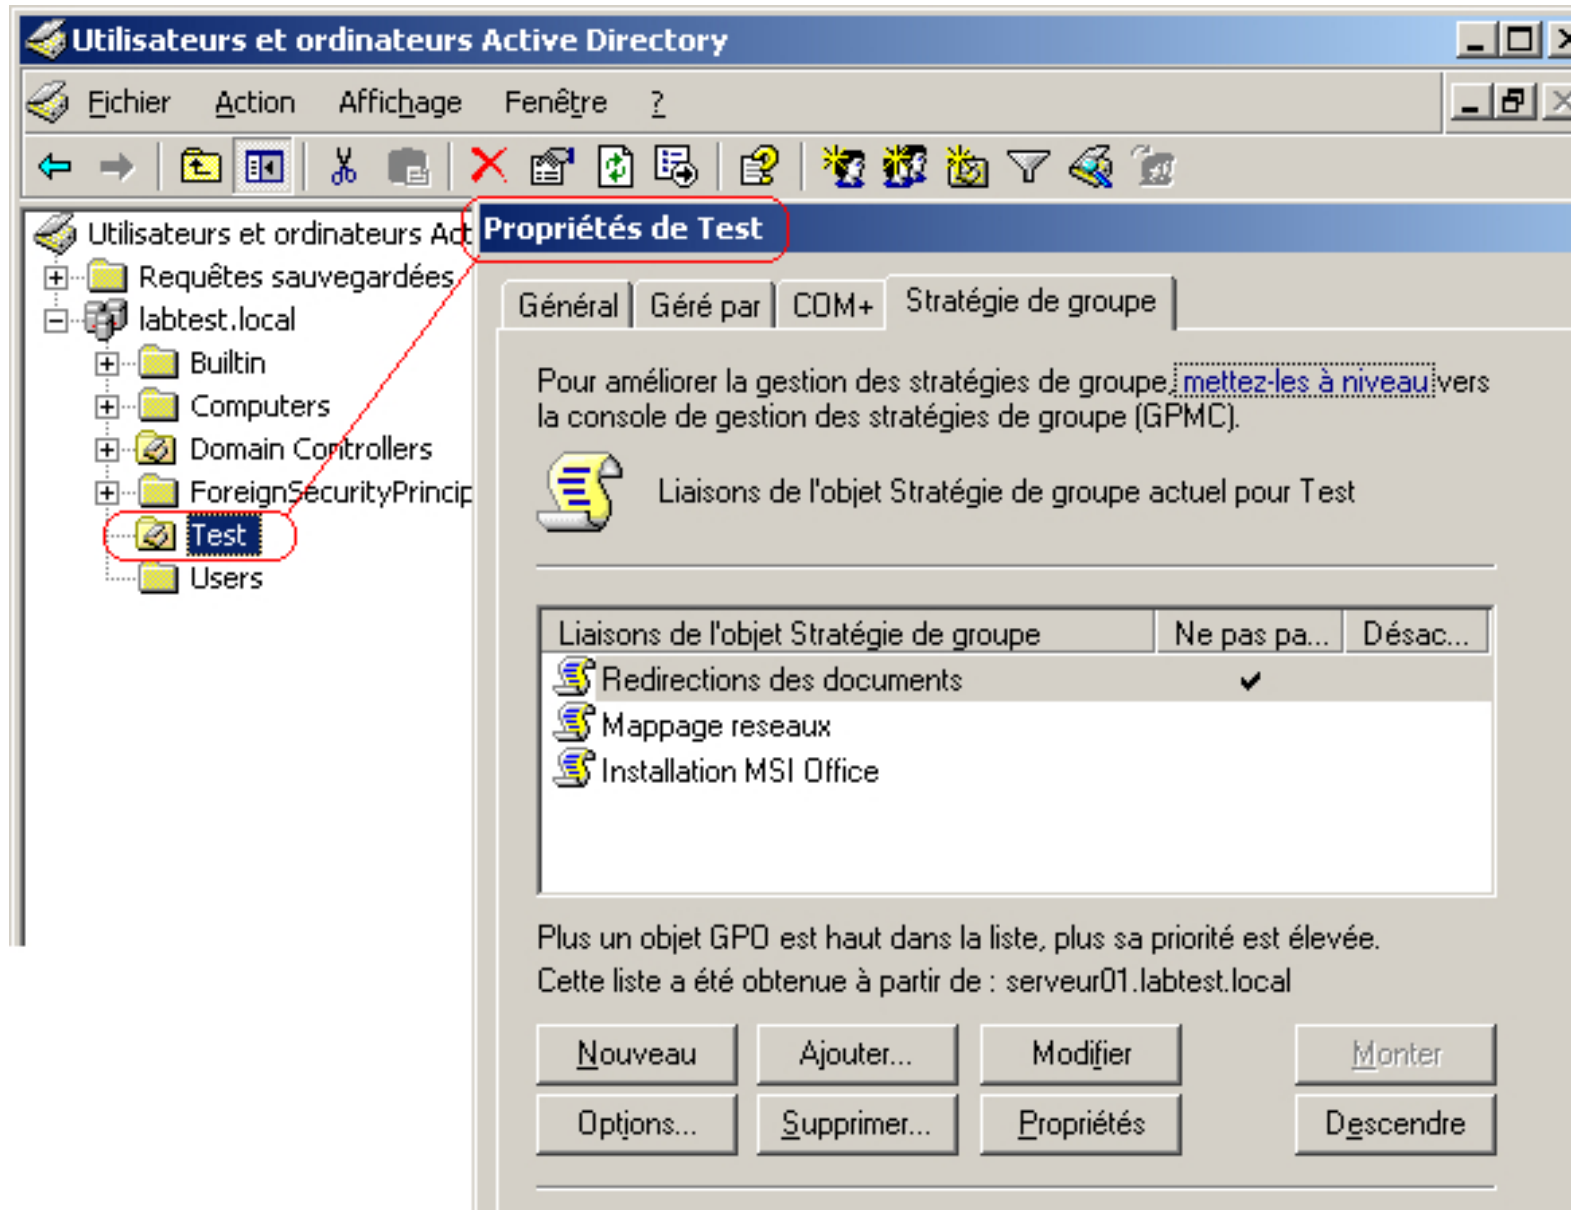 Utilisateurs et ordinateurs Active Directory
Fichier Action Affichage Fenêtre ?
Utilisateurs et ordinateurs Act
Requêtes sauvegardées
labtest.local
Builtin
Computers
Domain Controllers
ForeignSecurityPrincip
Test
Users
Propriétés de Test
Général Géré par COM+ Stratégie de groupe
Pour améliorer la gestion des stratégies de groupe, mettez-les à niveau vers
la console de gestion des stratégies de groupe (GPMC).
Liaisons de l'objet Stratégie de groupe actuel pour Test
Liaisons de l'objet Stratégie de groupe Ne pas pa... Désac...
Redirections des documents
Mappage reseaux
Installation MSI Office
Plus un objet GPO est haut dans la liste, plus sa priorité est élevée.
Cette liste a été obtenue à partir de : serveur01.labtest.local
Nouveau Ajouter... Modifier Monter
Options... Supprimer... Propriétés Descendre